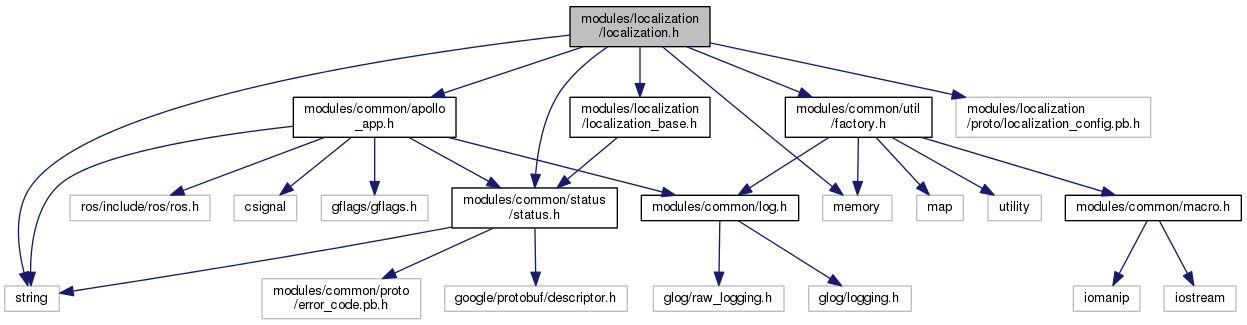 modules/localization
/localization.h
modules/common/apollo
_app.h
modules/localization
/localization_base.h
modules/common/util
/factory.h
modules/localization
/proto/localization_config.pb.h
ros/include/ros/ros.h
csignal
gflags/gflags.h
modules/common/status
/status.h
modules/common/log.h
memory
map
utility
modules/common/macro.h
string
modules/common/proto
/error_code.pb.h
google/protobuf/descriptor.h
glog/raw_logging.h
glog/logging.h
iomanip
iostream